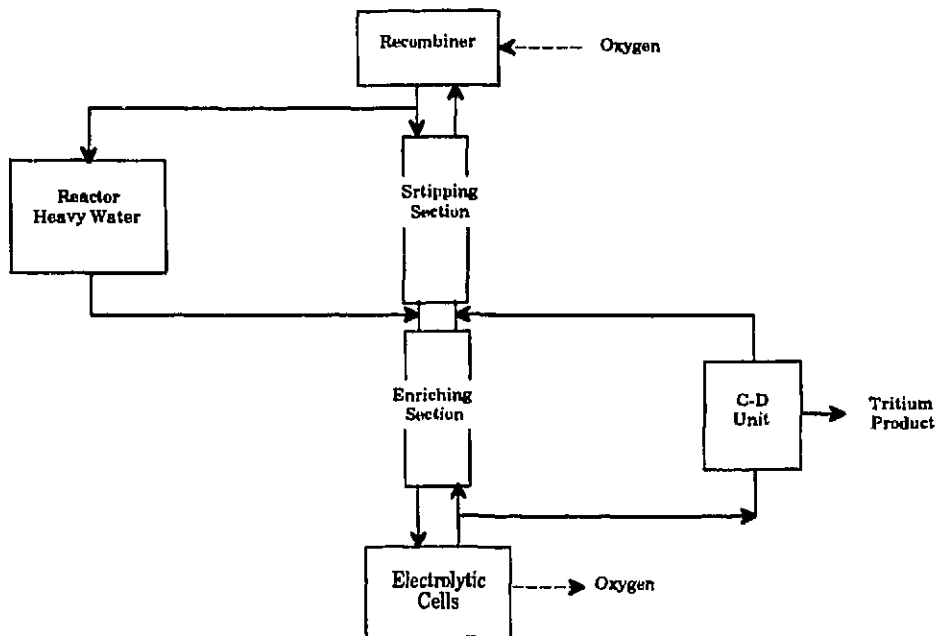 Recombiner
Oxygen
Reactor
Heavy Water
Srtipping
Section
Enriching
Section
C-D
Unit
Tritium
Product
Electrolytic
Cells
Oxygen